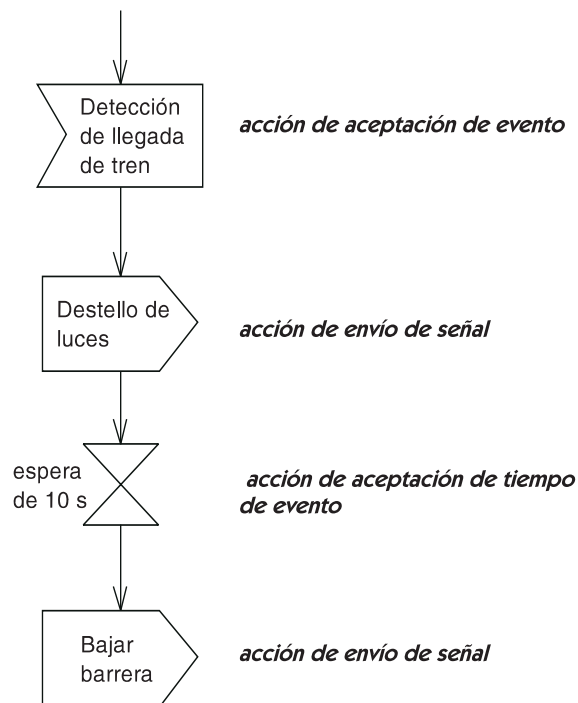 Detección
de llegada
de tren
acción de aceptación de evento
Destello de
luces
acción de envío de señal
espera
de 10 s
acción de aceptación de tiempo
de evento
Bajar
barrera
acción de envío de señal